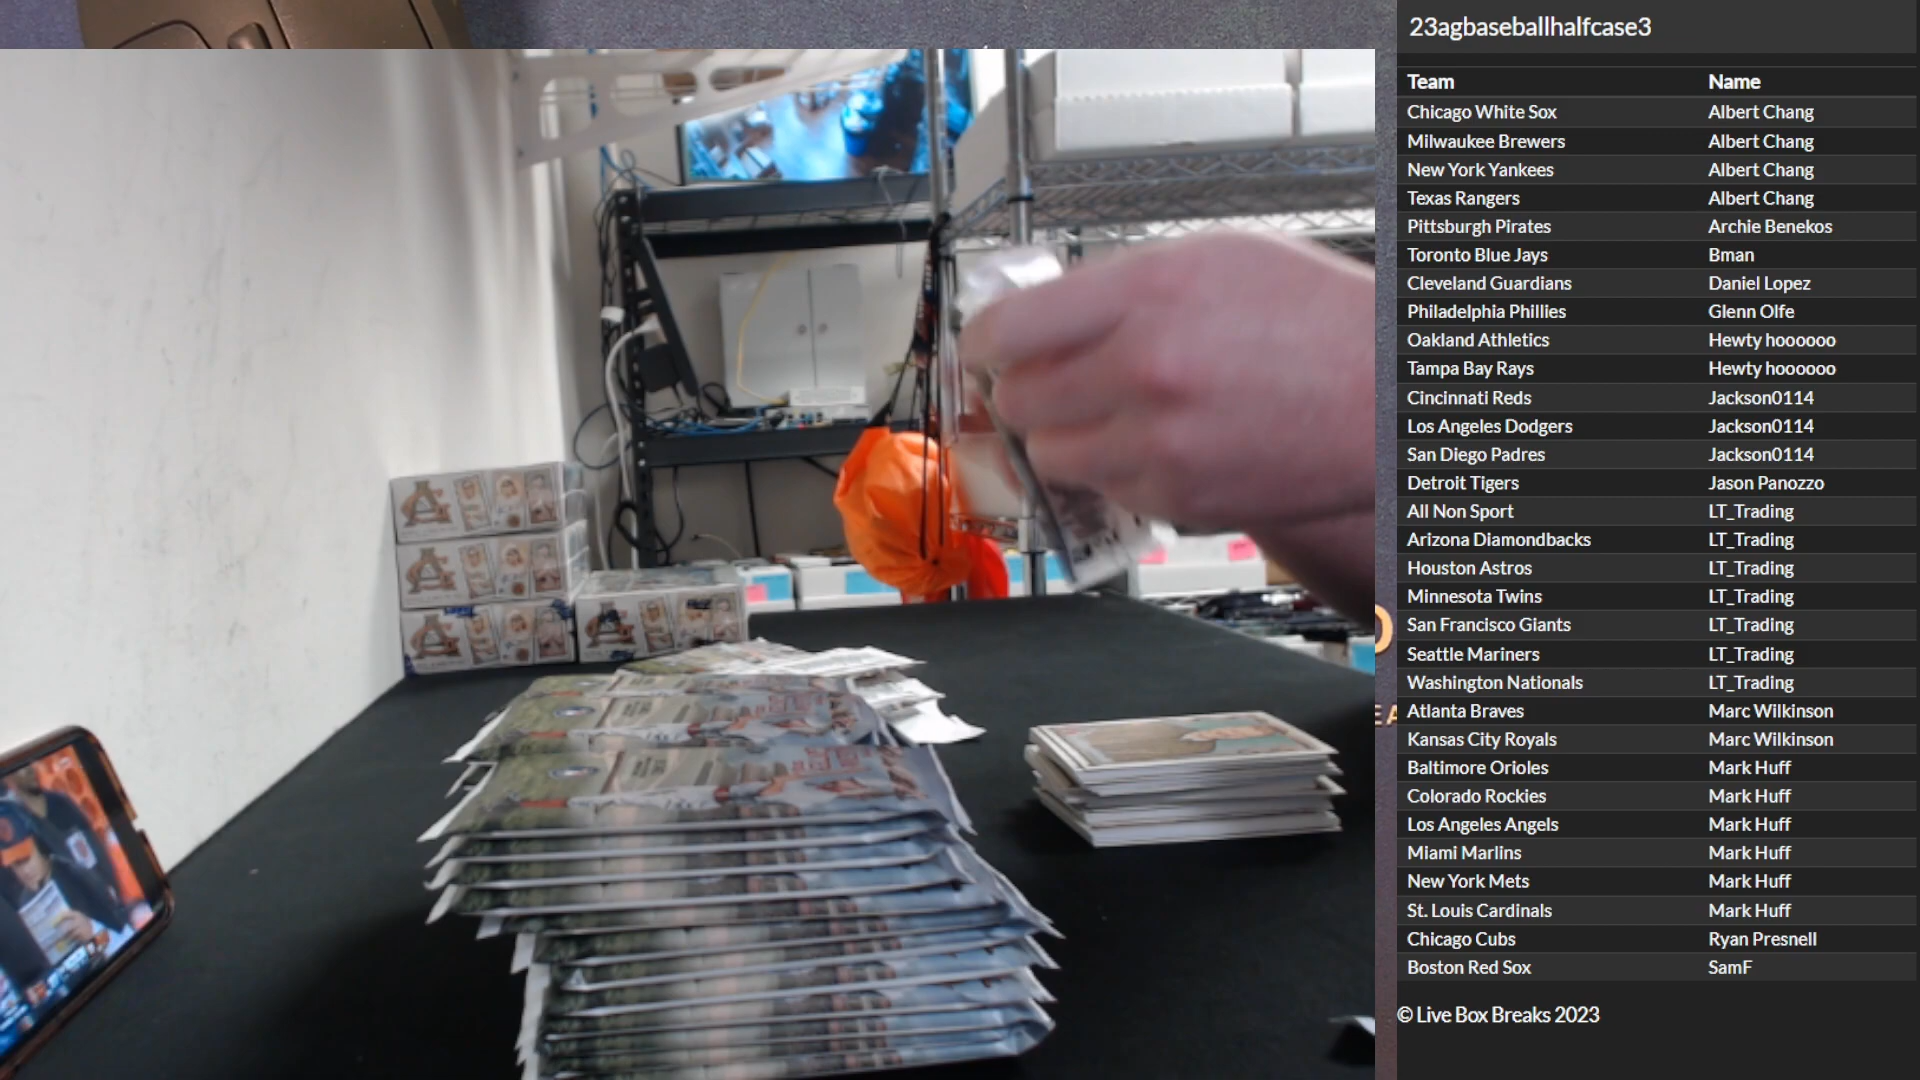 23agbaseballhalfcase3
Team Name
Chicago White Sox Albert Chang
Milwaukee Brewers Albert Chang
New York Yankees Albert Chang
Texas Rangers Albert Chang
Pittsburgh Pirates Archie Benekos
Toronto Blue Jays Bman
Cleveland Guardians Daniel Lopez
Philadelphia Phillies Glenn Olfe
Oakland Athletics Hewty hoooooo
Tampa Bay Rays Hewty hoooooo
Cincinnati Reds Jackson0114
Los Angeles Dodgers Jackson0114
San Diego Padres Jackson0114
Detroit Tigers Jason Panozzo
All Non Sport LT_Trading
Arizona Diamondbacks LT_Trading
Houston Astros LT_Trading
Minnesota Twins LT_Trading
San Francisco Giants LT_Trading
Seattle Mariners LT_Trading
Washington Nationals LT_Trading
Atlanta Braves Marc Wilkinson
Kansas City Royals Marc Wilkinson
Baltimore Orioles Mark Huff
Colorado Rockies Mark Huff
Los Angeles Angels Mark Huff
Miami Marlins Mark Huff
New York Mets Mark Huff
St. Louis Cardinals Mark Huff
Chicago Cubs Ryan Presnell
Boston Red Sox SamF
© Live Box Breaks 2023